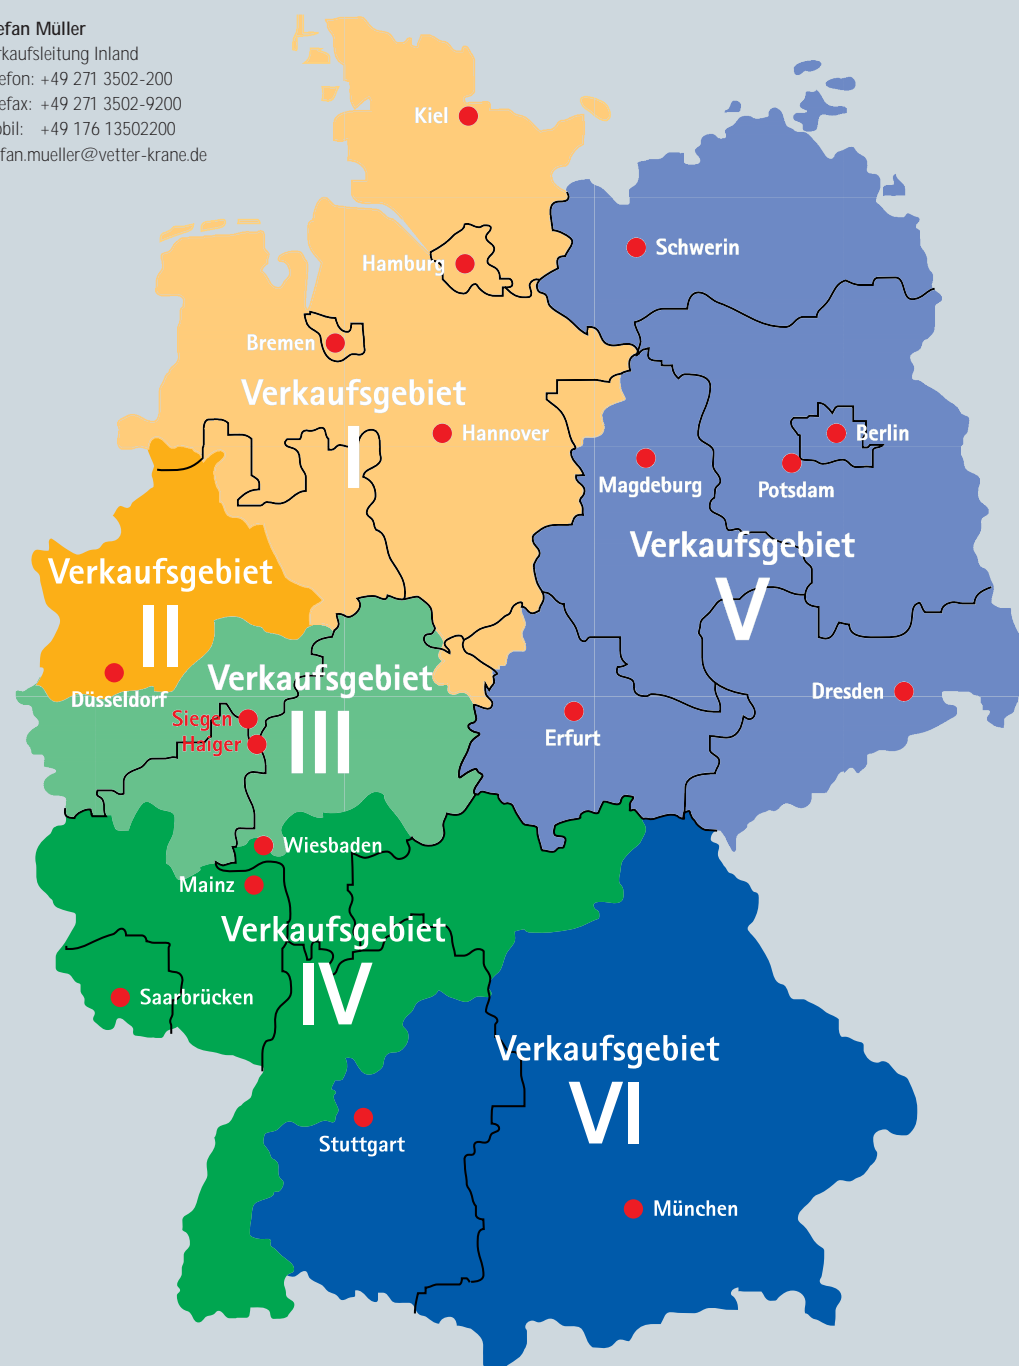 efan Müller
rkaufsleitung Inland
efon: +49 271 3502-200
efax: +49 271 3502-9200
obil: +49 176 13502200
fan.mueller@vetter-krane.de
Kiel
Schwerin
Hamburg
Bremen
Verkaufsgebiet
I
Hannover
Berlin
Magdeburg
Potsdam
Verkaufsgebiet
V
Verkaufsgebiet
II
Düsseldorf
Verkaufsgebiet
III
Siegen
Haiger
Dresden
Erfurt
Wiesbaden
Mainz
Verkaufsgebiet
IV
Saarbrücken
Verkaufsgebiet
VI
Stuttgart
München